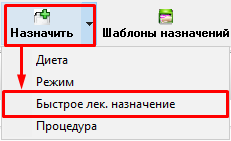 Назначить Шаблоны назначений
Диета
Режим
Быстрое лек. назначение
Процедура